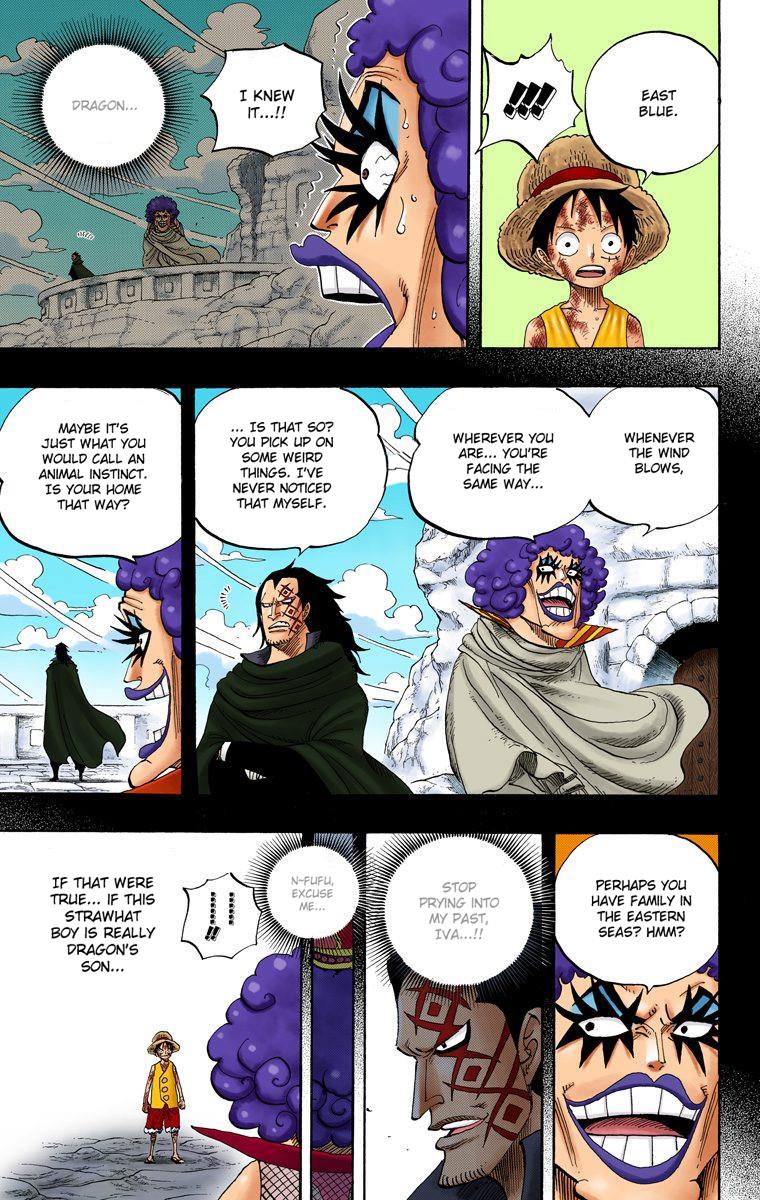 EAST
BLUE.
!!!!
I KNEW
IT...!!
DRAGON...
WHENEVER
THE WIND
BLOWS,
WHEREVER YOU
ARE... YOU'RE
FACING THE
SAME WAY...
... IS THAT SO?
YOU PICK UP ON
SOME WEIRD
THINGS. I'VE
NEVER NOTICED
THAT MYSELF.
MAYBE IT'S
JUST WHAT YOU
WOULD CALL AN
ANIMAL INSTINCT.
IS YOUR HOME
THAT WAY?
PERHAPS YOU
HAVE FAMILY IN
THE EASTERN
SEAS? HMM?
STOP
PRYING INTO
MY PAST,
IVA...!!
N~FUFU,
EXCUSE
ME...
............!!
IF THAT WERE
TRUE... IF THIS
STRAWHAT
BOY IS REALLY
DRAGON'S
SON...